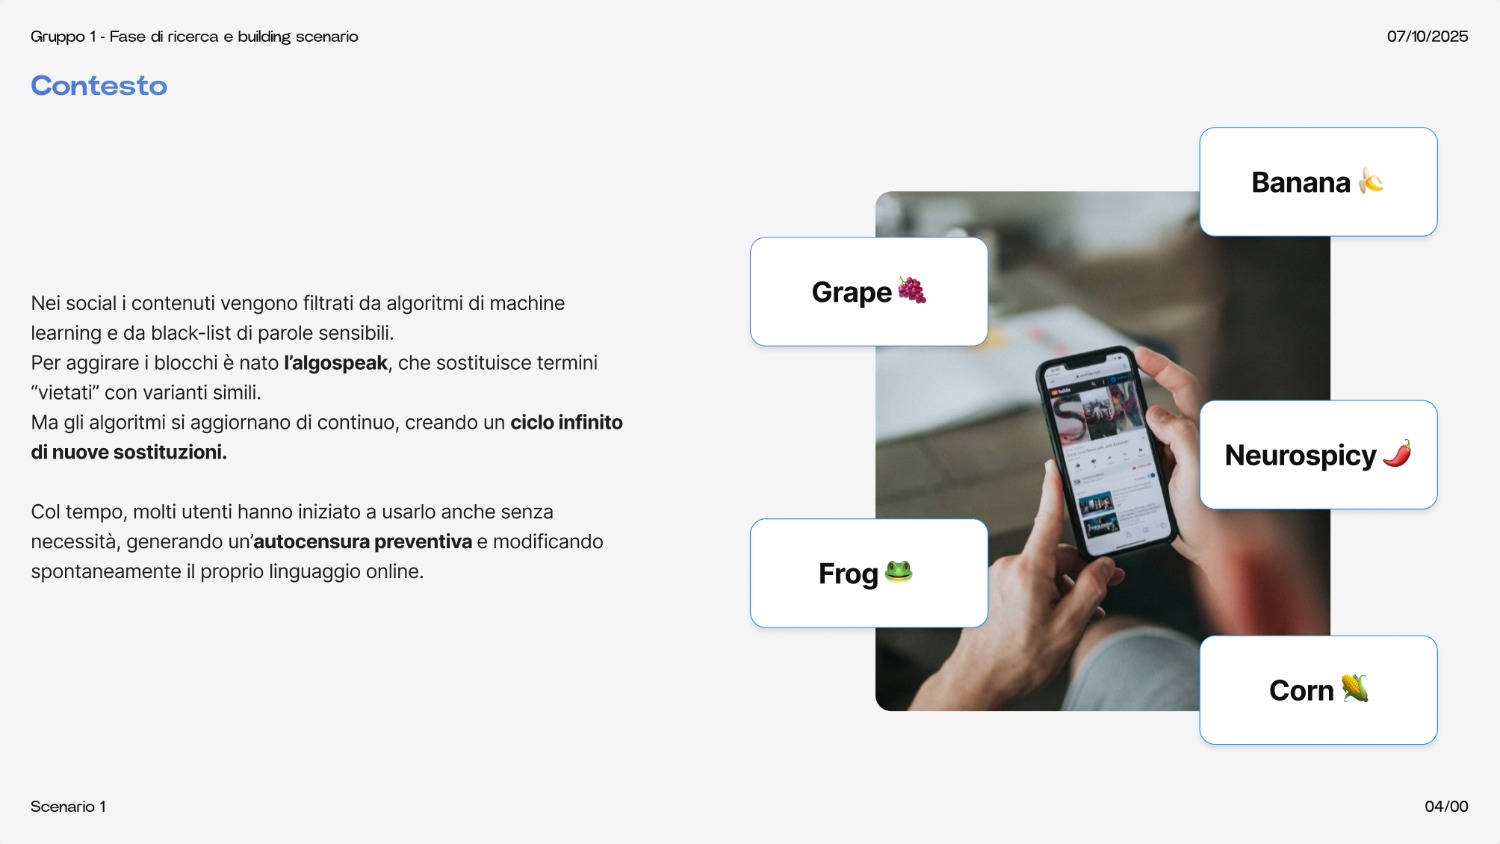 Gruppo 1 - Fase di ricerca e building scenario
07/10/2025
Contesto
Nei social i contenuti vengono filtrati da algoritmi di machine
learning e da black-list di parole sensibili.
Per aggirare i blocchi è nato l’algospeak, che sostituisce termini
“vietati” con varianti simili.
Ma gli algoritmi si aggiornano di continuo, creando un ciclo infinito
di nuove sostituzioni.
Col tempo, molti utenti hanno iniziato a usarlo anche senza
necessità, generando un’autocensura preventiva e modificando
spontaneamente il proprio linguaggio online.
Banana 🍌
Grape 🍇
Neurospicy 🌶️
Frog 🐸
Corn 🌽
Scenario 1
04/00